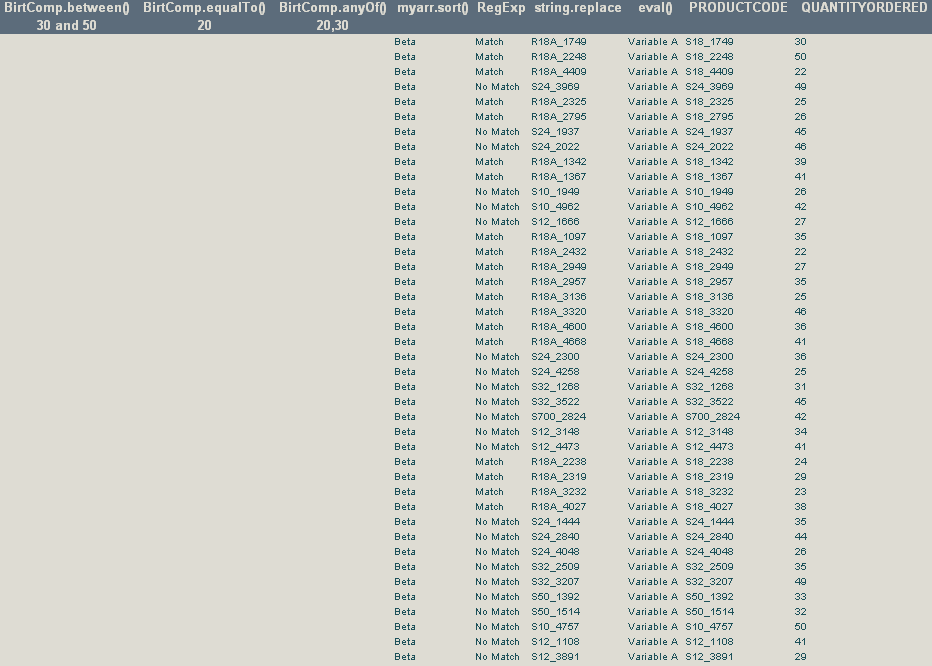 BirtComp.between() BirtComp.equalTo() BirtComp.anyOf() myarr.sort() RegExp string.replace eval() PRODUCTCODE QUANTITYORDERED
30 and 50 20 20,30
Beta Match R18A_1749 Variable A S18_1749 30
Beta Match R18A_2248 Variable A S18_2248 50
Beta Match R18A_4409 Variable A S18_4409 22
Beta No Match S24_3969 Variable A S24_3969 49
Beta Match R18A_2325 Variable A S18_2325 25
Beta Match R18A_2795 Variable A S18_2795 26
Beta No Match S24_1937 Variable A S24_1937 45
Beta No Match S24_2022 Variable A S24_2022 46
Beta Match R18A_1342 Variable A S18_1342 39
Beta Match R18A_1367 Variable A S18_1367 41
Beta No Match S10_1949 Variable A S10_1949 26
Beta No Match S10_4962 Variable A S10_4962 42
Beta No Match S12_1666 Variable A S12_1666 27
Beta Match R18A_1097 Variable A S18_1097 35
Beta Match R18A_2432 Variable A S18_2432 22
Beta Match R18A_2949 Variable A S18_2949 27
Beta Match R18A_2957 Variable A S18_2957 35
Beta Match R18A_3136 Variable A S18_3136 25
Beta Match R18A_3320 Variable A S18_3320 46
Beta Match R18A_4600 Variable A S18_4600 36
Beta Match R18A_4668 Variable A S18_4668 41
Beta No Match S24_2300 Variable A S24_2300 36
Beta No Match S24_4258 Variable A S24_4258 25
Beta No Match S32_1268 Variable A S32_1268 31
Beta No Match S32_3522 Variable A S32_3522 45
Beta No Match S700_2824 Variable A S700_2824 42
Beta No Match S12_3148 Variable A S12_3148 34
Beta No Match S12_4473 Variable A S12_4473 41
Beta Match R18A_2238 Variable A S18_2238 24
Beta Match R18A_2319 Variable A S18_2319 29
Beta Match R18A_3232 Variable A S18_3232 23
Beta Match R18A_4027 Variable A S18_4027 38
Beta No Match S24_1444 Variable A S24_1444 35
Beta No Match S24_2840 Variable A S24_2840 44
Beta No Match S24_4048 Variable A S24_4048 26
Beta No Match S32_2509 Variable A S32_2509 35
Beta No Match S32_3207 Variable A S32_3207 49
Beta No Match S50_1392 Variable A S50_1392 33
Beta No Match S50_1514 Variable A S50_1514 32
Beta No Match S10_4757 Variable A S10_4757 50
Beta No Match S12_1108 Variable A S12_1108 41
Beta No Match S12_3891 Variable A S12_3891 29